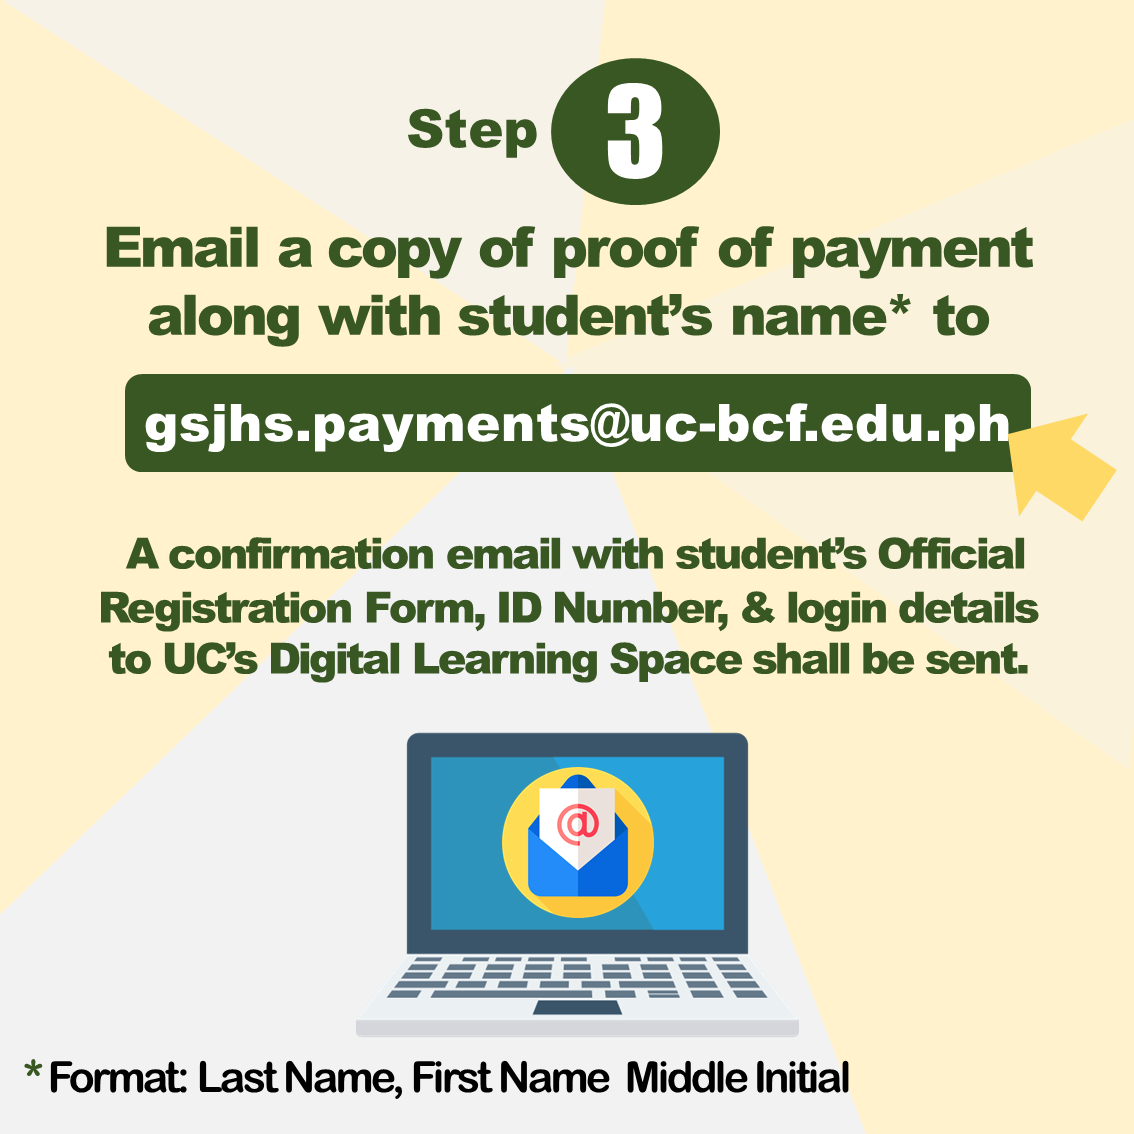 Step 3
Email a copy of proof of payment
along with student's name* to
gsjhs.payments@uc-bcf.edu.ph
A confirmation email with student's Official
Registration Form, ID Number, & login details
to UC's Digital Learning Space shall be sent.
@
* Format: Last Name, First Name Middle Initial